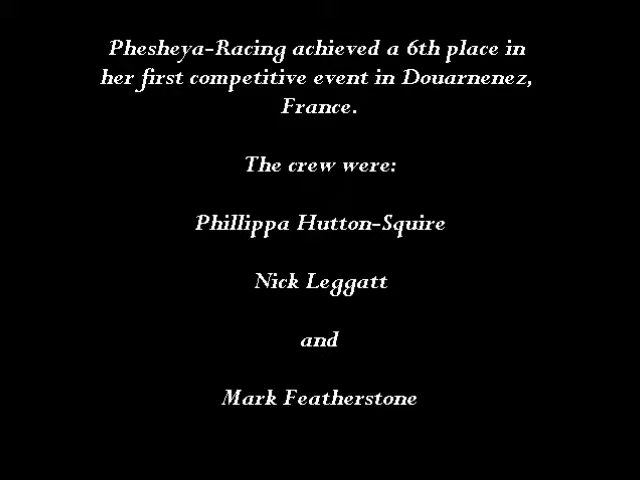 Phesheya-Racing achieved a 6th place in
her first competitive event in Douarnenez,
France.
The crew were:
Phillippa Hutton-Squire
Nick Leggatt
and
Mark Featherstone